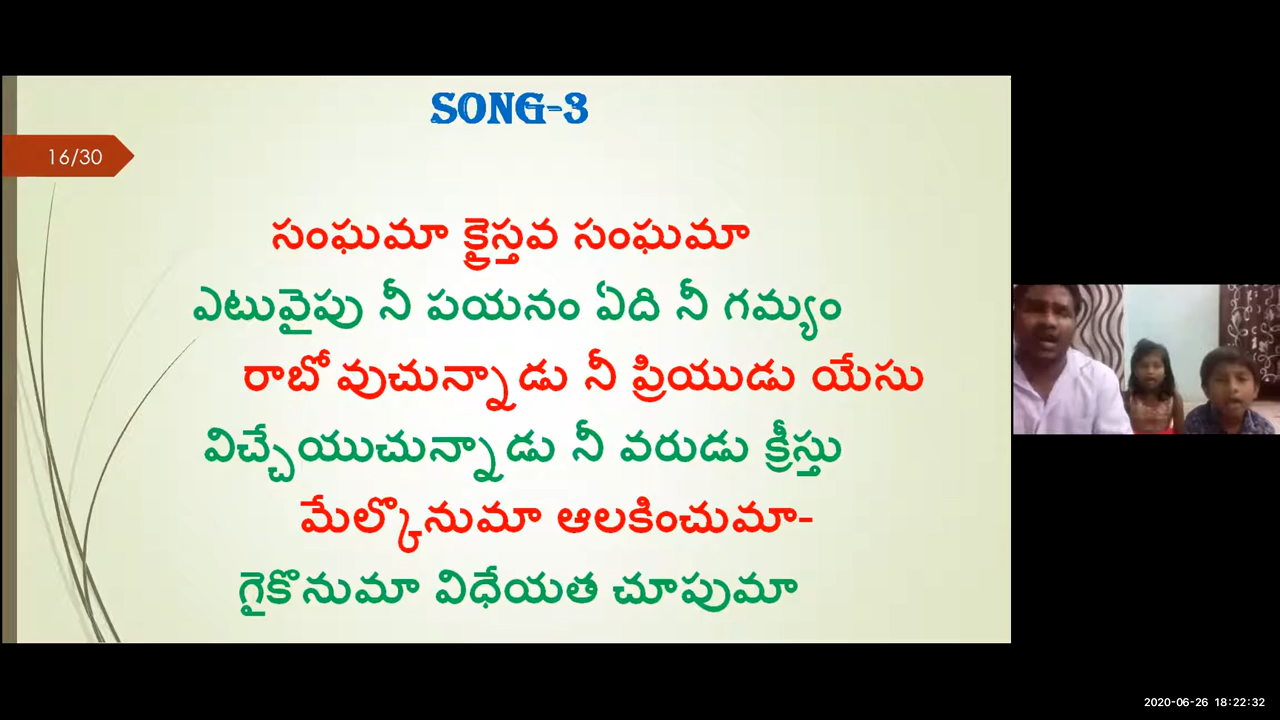 SONG-3
16/30
సంఘమా క్రైస్తవ సంఘమా
ఎటువైపు నీ పయనం ఏది నీ గమ్యం
రాబోవుచున్నాడు నీ ప్రియుడు యేసు
విచ్చేయుచున్నాడు నీ వరుడు క్రీస్తు
మేల్కొనుమా ఆలకించుమా-
గైకొనుమా విధేయత చూపుమా
2020-06-26 18:22:32